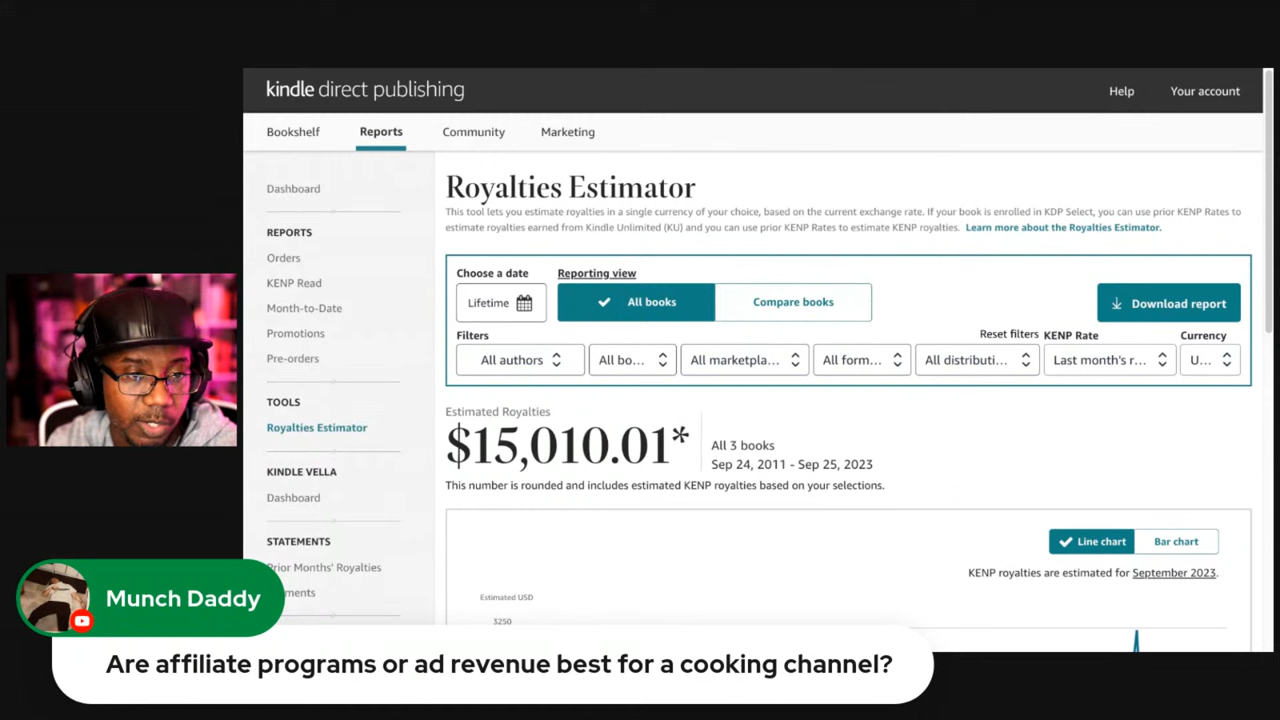 kindle direct publishing
Help
Your account
Bookshelf
Reports
Community
Marketing
Dashboard
REPORTS
Orders
KENP Read
Month-to-Date
Promotions
Pre-orders
TOOLS
Royalties Estimator
KINDLE VELLA
Dashboard
STATEMENTS
Prior Months' Royalties
Royalties Estimator
This tool lets you estimate royalties in a single currency of your choice, based on the current exchange rate. If your book is enrolled in KDP Select, you can use prior KENP Rates to
estimate royalties earned from Kindle Unlimited (KU) and you can use prior KENP Rates to estimate KENP royalties. Learn more about the Royalties Estimator.
Choose a date
Reporting view
Lifetime
All books
Compare books
Download report
Filters
Reset filters
KENP Rate
Currency
All authors
All bo...
All marketpla...
All form...
All distributi...
Last month's r...
U...
Estimated Royalties
$15,010.01*
All 3 books
Sep 24, 2011 - Sep 25, 2023
This number is rounded and includes estimated KENP royalties based on your selections.
Line chart
Bar chart
KENP royalties are estimated for September 2023.
Estimated USD
3250
Munch Daddy
Are affiliate programs or ad revenue best for a cooking channel?